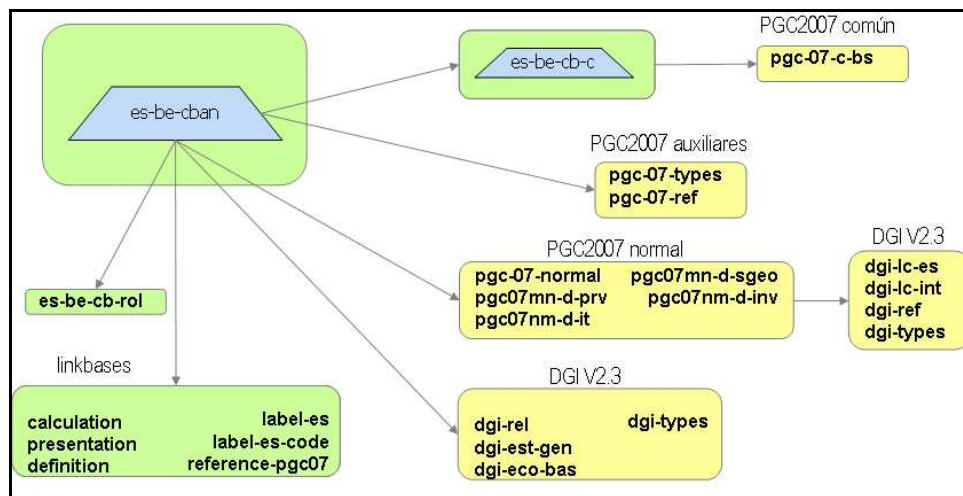 PGC2007 común
es-be-cb-c
pgc-07-c-bs
es-be-cban
PGC2007 auxiliares
pgc-07-types
pgc-07-ref
PGC2007 normal
pgc-07-normal pgc07mn-d-sgeo
pgc07mn-d-prv pgc07nm-d-inv
pgc07nm-d-it
DGI V2.3
dgi-lc-es
dgi-lc-int
dgi-ref
dgi-types
es-be-cb-rol
linkbases
calculation label-es
presentation label-es-code
definition reference-pgc07
DGI V2.3
dgi-rel dgi-types
dgi-est-gen
dgi-eco-bas